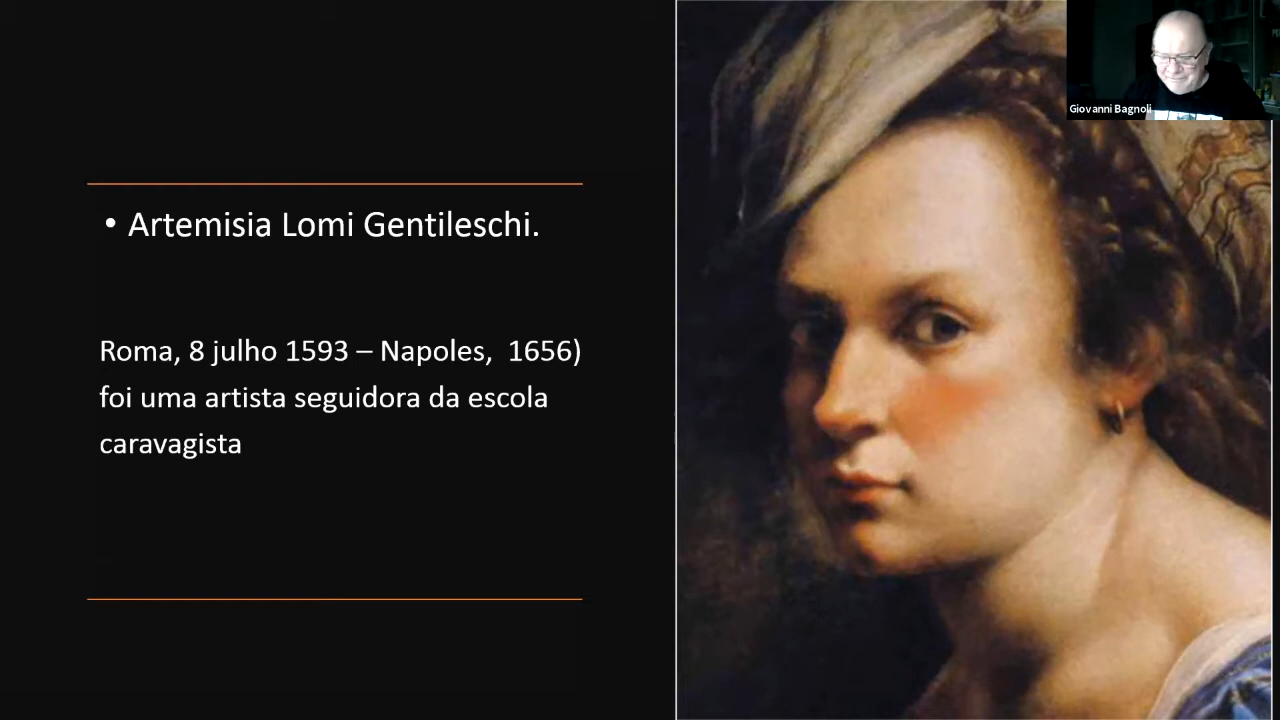 • Artemisia Lomi Gentileschi.
Roma, 8 julho 1593 – Napoles,  1656)
foi uma artista seguidora da escola
caravagista
Giovanni Bagnoli